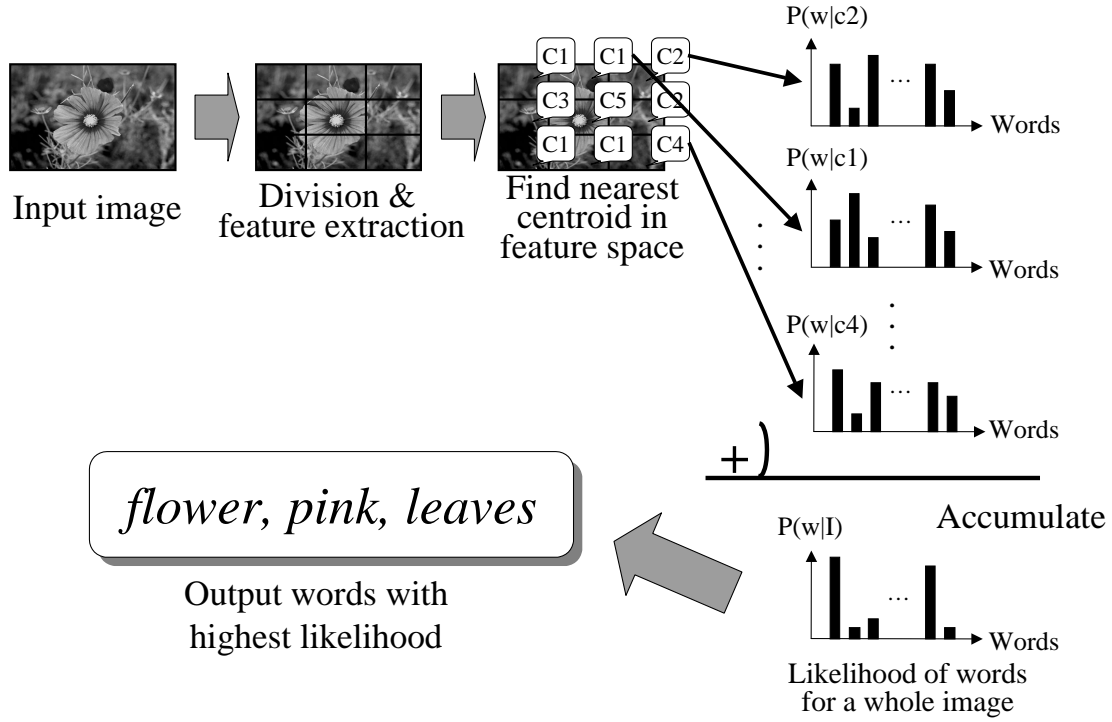 Input image
Division &
feature extraction
C1 C1 C2
C3 C5 C2
C1 C1 C4
Find nearest
centroid in
feature space
P(w|c2)
...
Words
P(w|c1)
...
Words
P(w|c4)
...
Words
+
Accumulate
P(w|I)
...
Words
Likelihood of words
for a whole image
flower, pink, leaves
Output words with
highest likelihood